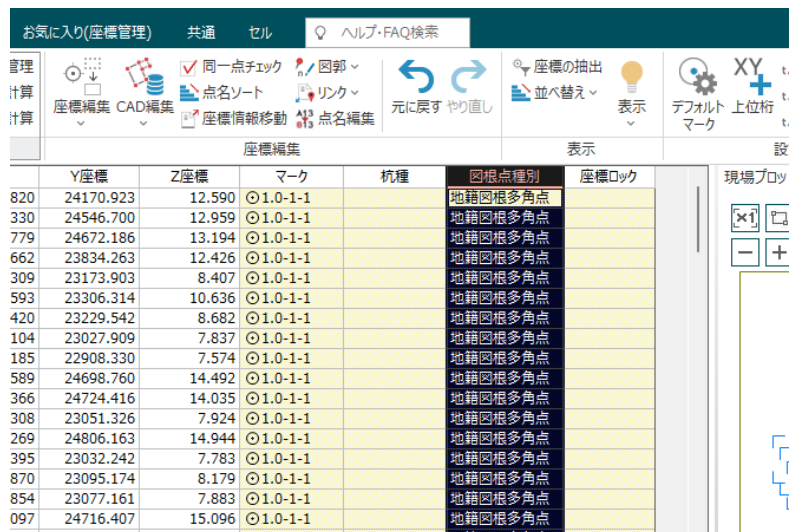 お気に入り(座標管理) 共通 セル ヘルプ・FAQ検索
管理 同一点チェック 図郭 座標の抽出 XY
計算 座標編集 CAD編集 点名ソート リンク 元に戻す やり直し 並べ替え 表示 デフォルトマーク 上位桁
計算 座標情報移動 点名編集
座標編集 表示 設
Y座標 Z座標 マーク 杭種 図根点種別 座標ロック 現場プロッ
820 24170.923 12.590 1.0-1-1 地籍図根多角点
330 24546.700 12.959 1.0-1-1 地籍図根多角点
779 24672.186 13.194 1.0-1-1 地籍図根多角点
662 23834.263 12.426 1.0-1-1 地籍図根多角点
309 23173.903 8.407 1.0-1-1 地籍図根多角点
593 23306.314 10.636 1.0-1-1 地籍図根多角点
420 23229.542 8.682 1.0-1-1 地籍図根多角点
104 23027.909 7.837 1.0-1-1 地籍図根多角点
185 22908.330 7.574 1.0-1-1 地籍図根多角点
589 24698.760 14.492 1.0-1-1 地籍図根多角点
366 24724.416 14.035 1.0-1-1 地籍図根多角点
308 23051.326 7.924 1.0-1-1 地籍図根多角点
269 24806.163 14.944 1.0-1-1 地籍図根多角点
395 23032.242 7.783 1.0-1-1 地籍図根多角点
870 23095.174 8.179 1.0-1-1 地籍図根多角点
854 23077.161 7.883 1.0-1-1 地籍図根多角点
097 24716.407 15.096 1.0-1-1 地籍図根多角点